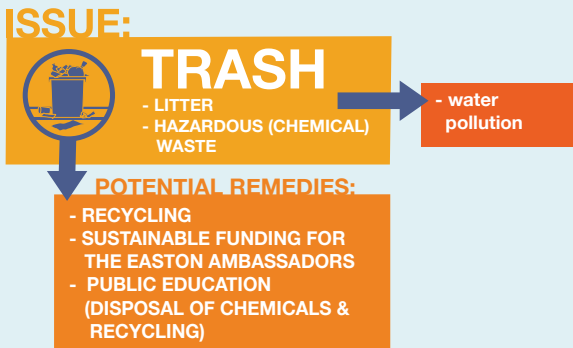 ISSUE:
TRASH
- LITTER
- HAZARDOUS (CHEMICAL)
WASTE
- water
pollution
POTENTIAL REMEDIES:
- RECYCLING
- SUSTAINABLE FUNDING FOR
THE EASTON AMBASSADORS
- PUBLIC EDUCATION
(DISPOSAL OF CHEMICALS &
RECYCLING)